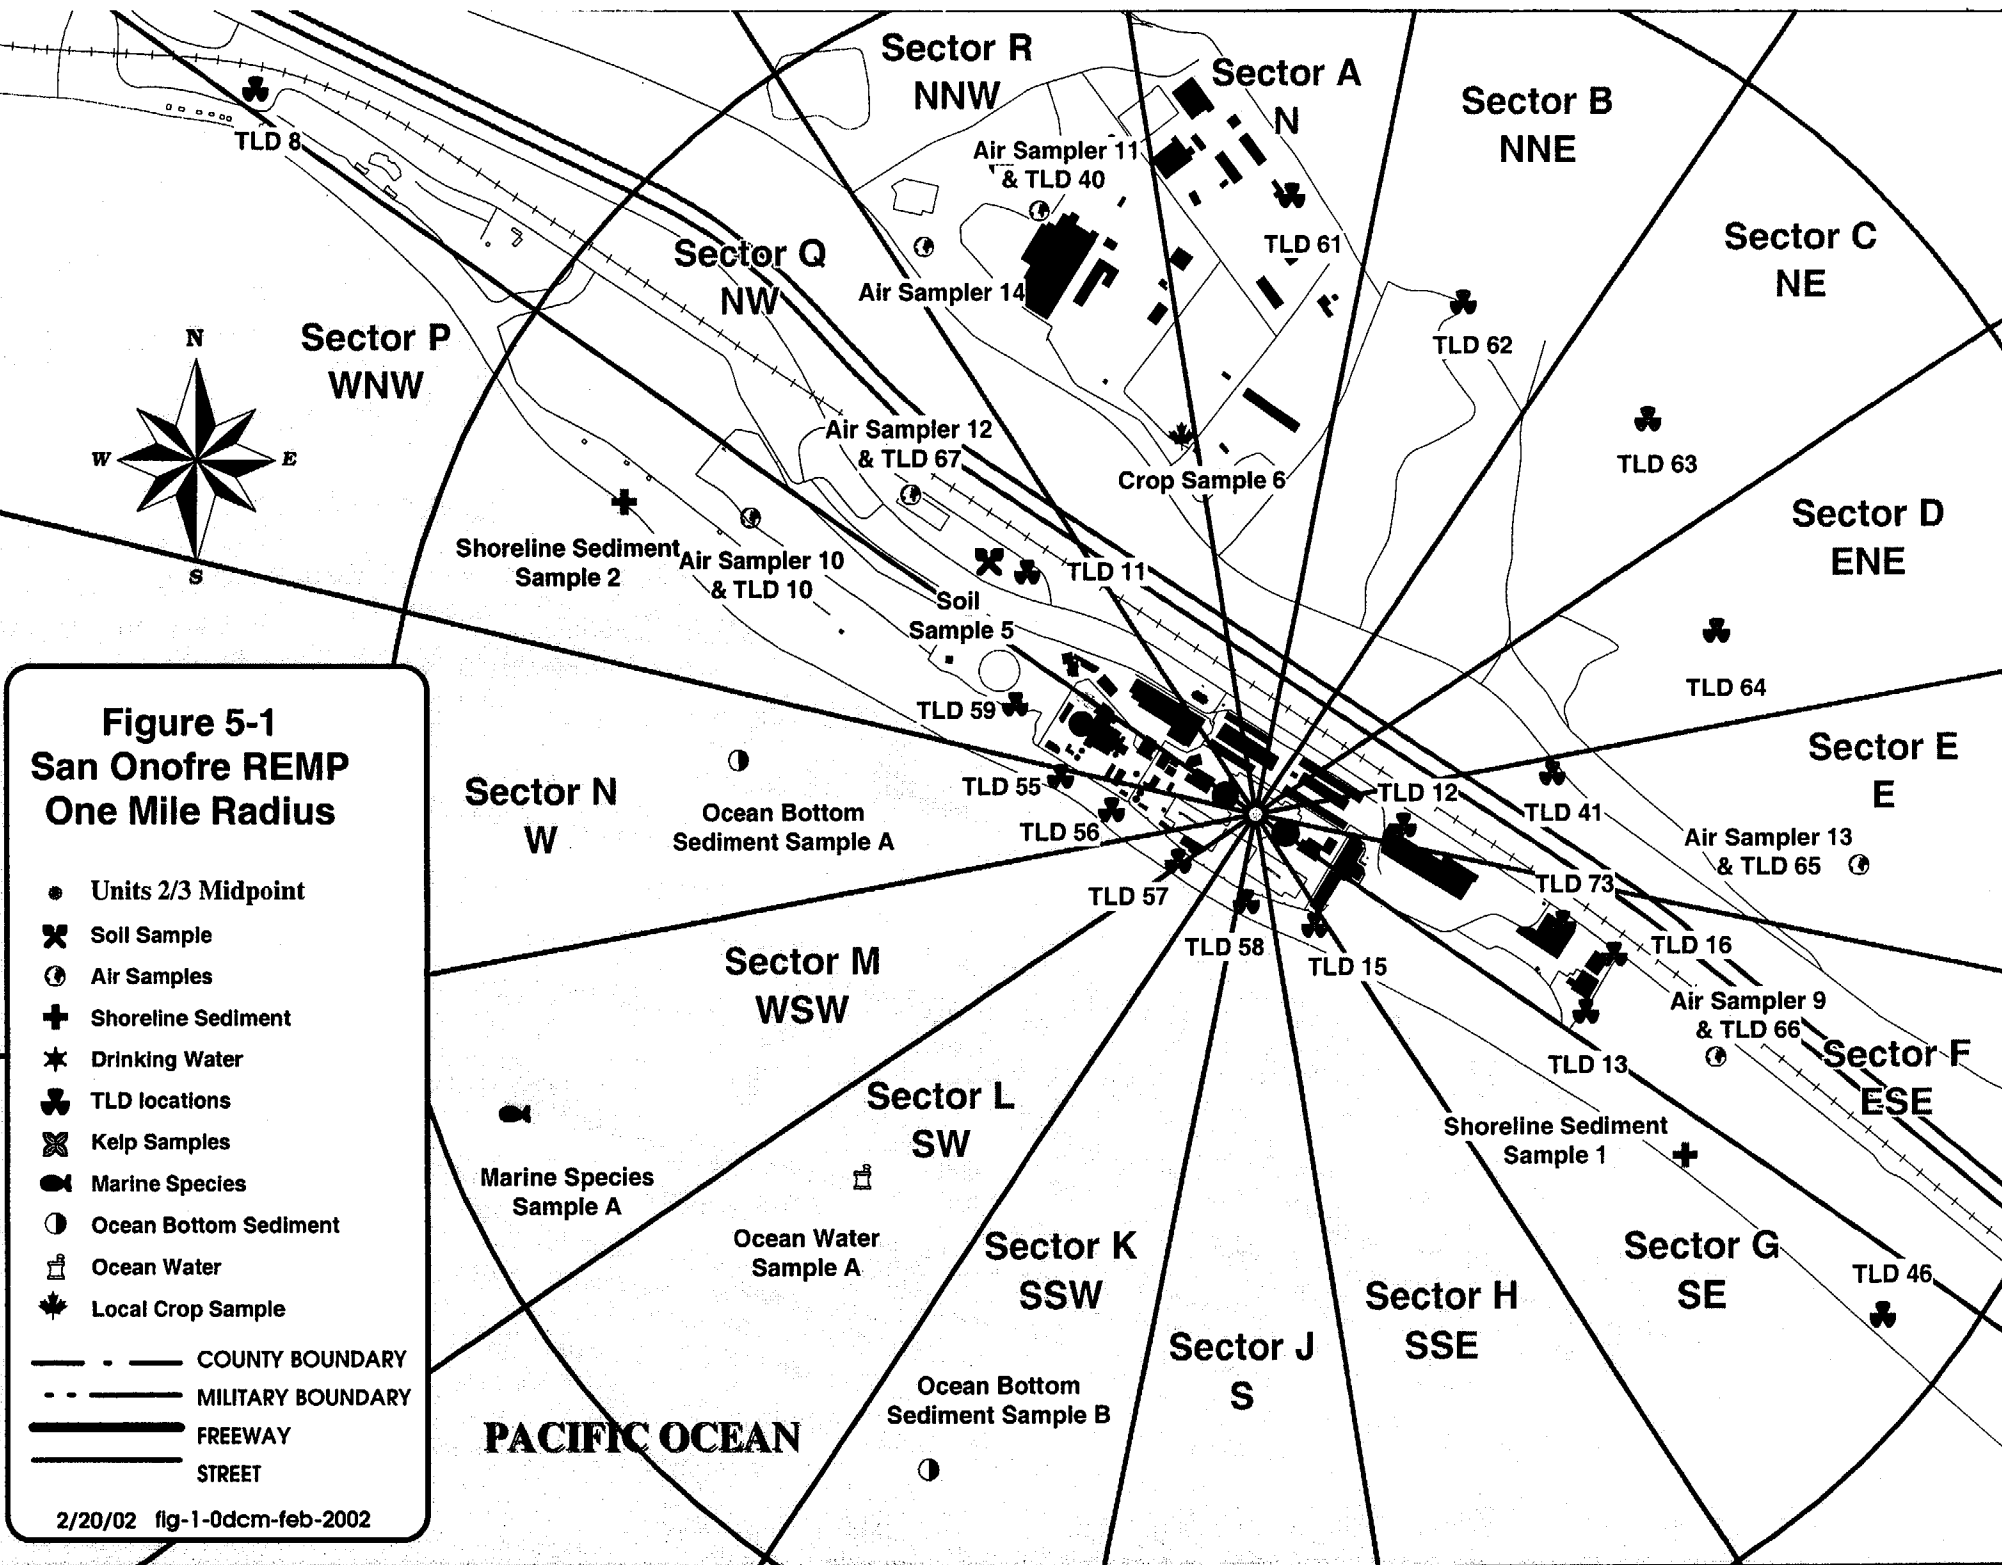 Sector R
NNW
Sector A
N
Sector B
NNE
Air Sampler 11
& TLD 40
TLD 8
Sector Q
NW
Air Sampler 14
TLD 61
Sector C
NE
Sector P
WNW
N
W
E
S
TLD 62
Air Sampler 12
& TLD 67
Crop Sample 6
TLD 63
Sector D
ENE
Shoreline Sediment
Sample 2
Air Sampler 10
& TLD 10
TLD 11
Soil
Sample 5
TLD 64
TLD 59
Sector E
E
Sector N
W
TLD 55
TLD 12
TLD 41
Ocean Bottom
Sediment Sample A
TLD 56
Air Sampler 13
& TLD 65
TLD 57
TLD 73
TLD 58
TLD 15
TLD 16
Sector M
WSW
Air Sampler 9
& TLD 66
TLD 13
Sector F
ESE
Sector L
SW
Shoreline Sediment
Sample 1
Marine Species
Sample A
Ocean Water
Sample A
Sector K
SSW
Sector G
SE
TLD 46
Sector H
SSE
Sector J
S
Ocean Bottom
Sediment Sample B
PACIFIC OCEAN
Figure 5-1
San Onofre REMP
One Mile Radius
Units 2/3 Midpoint
Soil Sample
Air Samples
Shoreline Sediment
Drinking Water
TLD locations
Kelp Samples
Marine Species
Ocean Bottom Sediment
Ocean Water
Local Crop Sample
COUNTY BOUNDARY
MILITARY BOUNDARY
FREEWAY
STREET
2/20/02 fig-1-0dcm-feb-2002